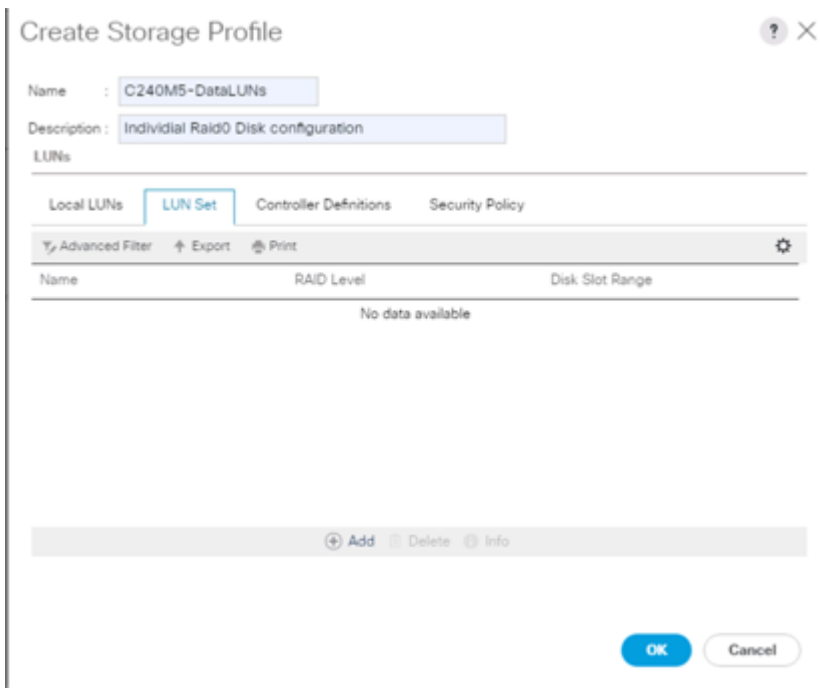 Create Storage Profile ?
Name : C240M5-DataLUNs
Description : Individial Raid0 Disk configuration
LUNs
Local LUNs LUN Set Controller Definitions Security Policy
Advanced Filter Export Print
Name RAID Level Disk Slot Range
No data available
Add Delete Info
OK Cancel